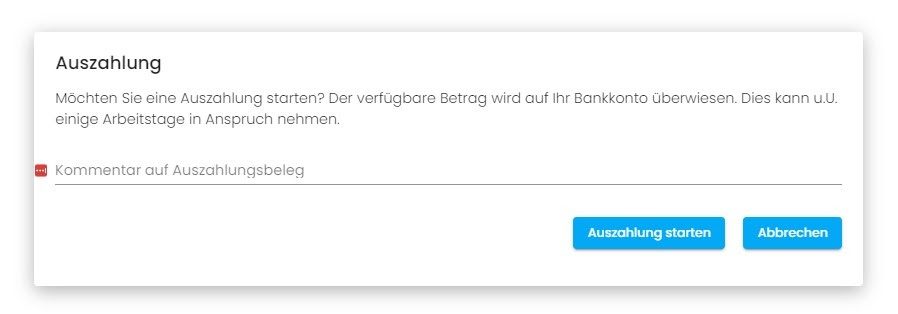 Auszahlung
Möchten Sie eine Auszahlung starten? Der verfügbare Betrag wird auf Ihr Bankkonto überwiesen. Dies kann u.U.
einige Arbeitstage in Anspruch nehmen.
Kommentar auf Auszahlungsbeleg
Auszahlung starten Abbrechen